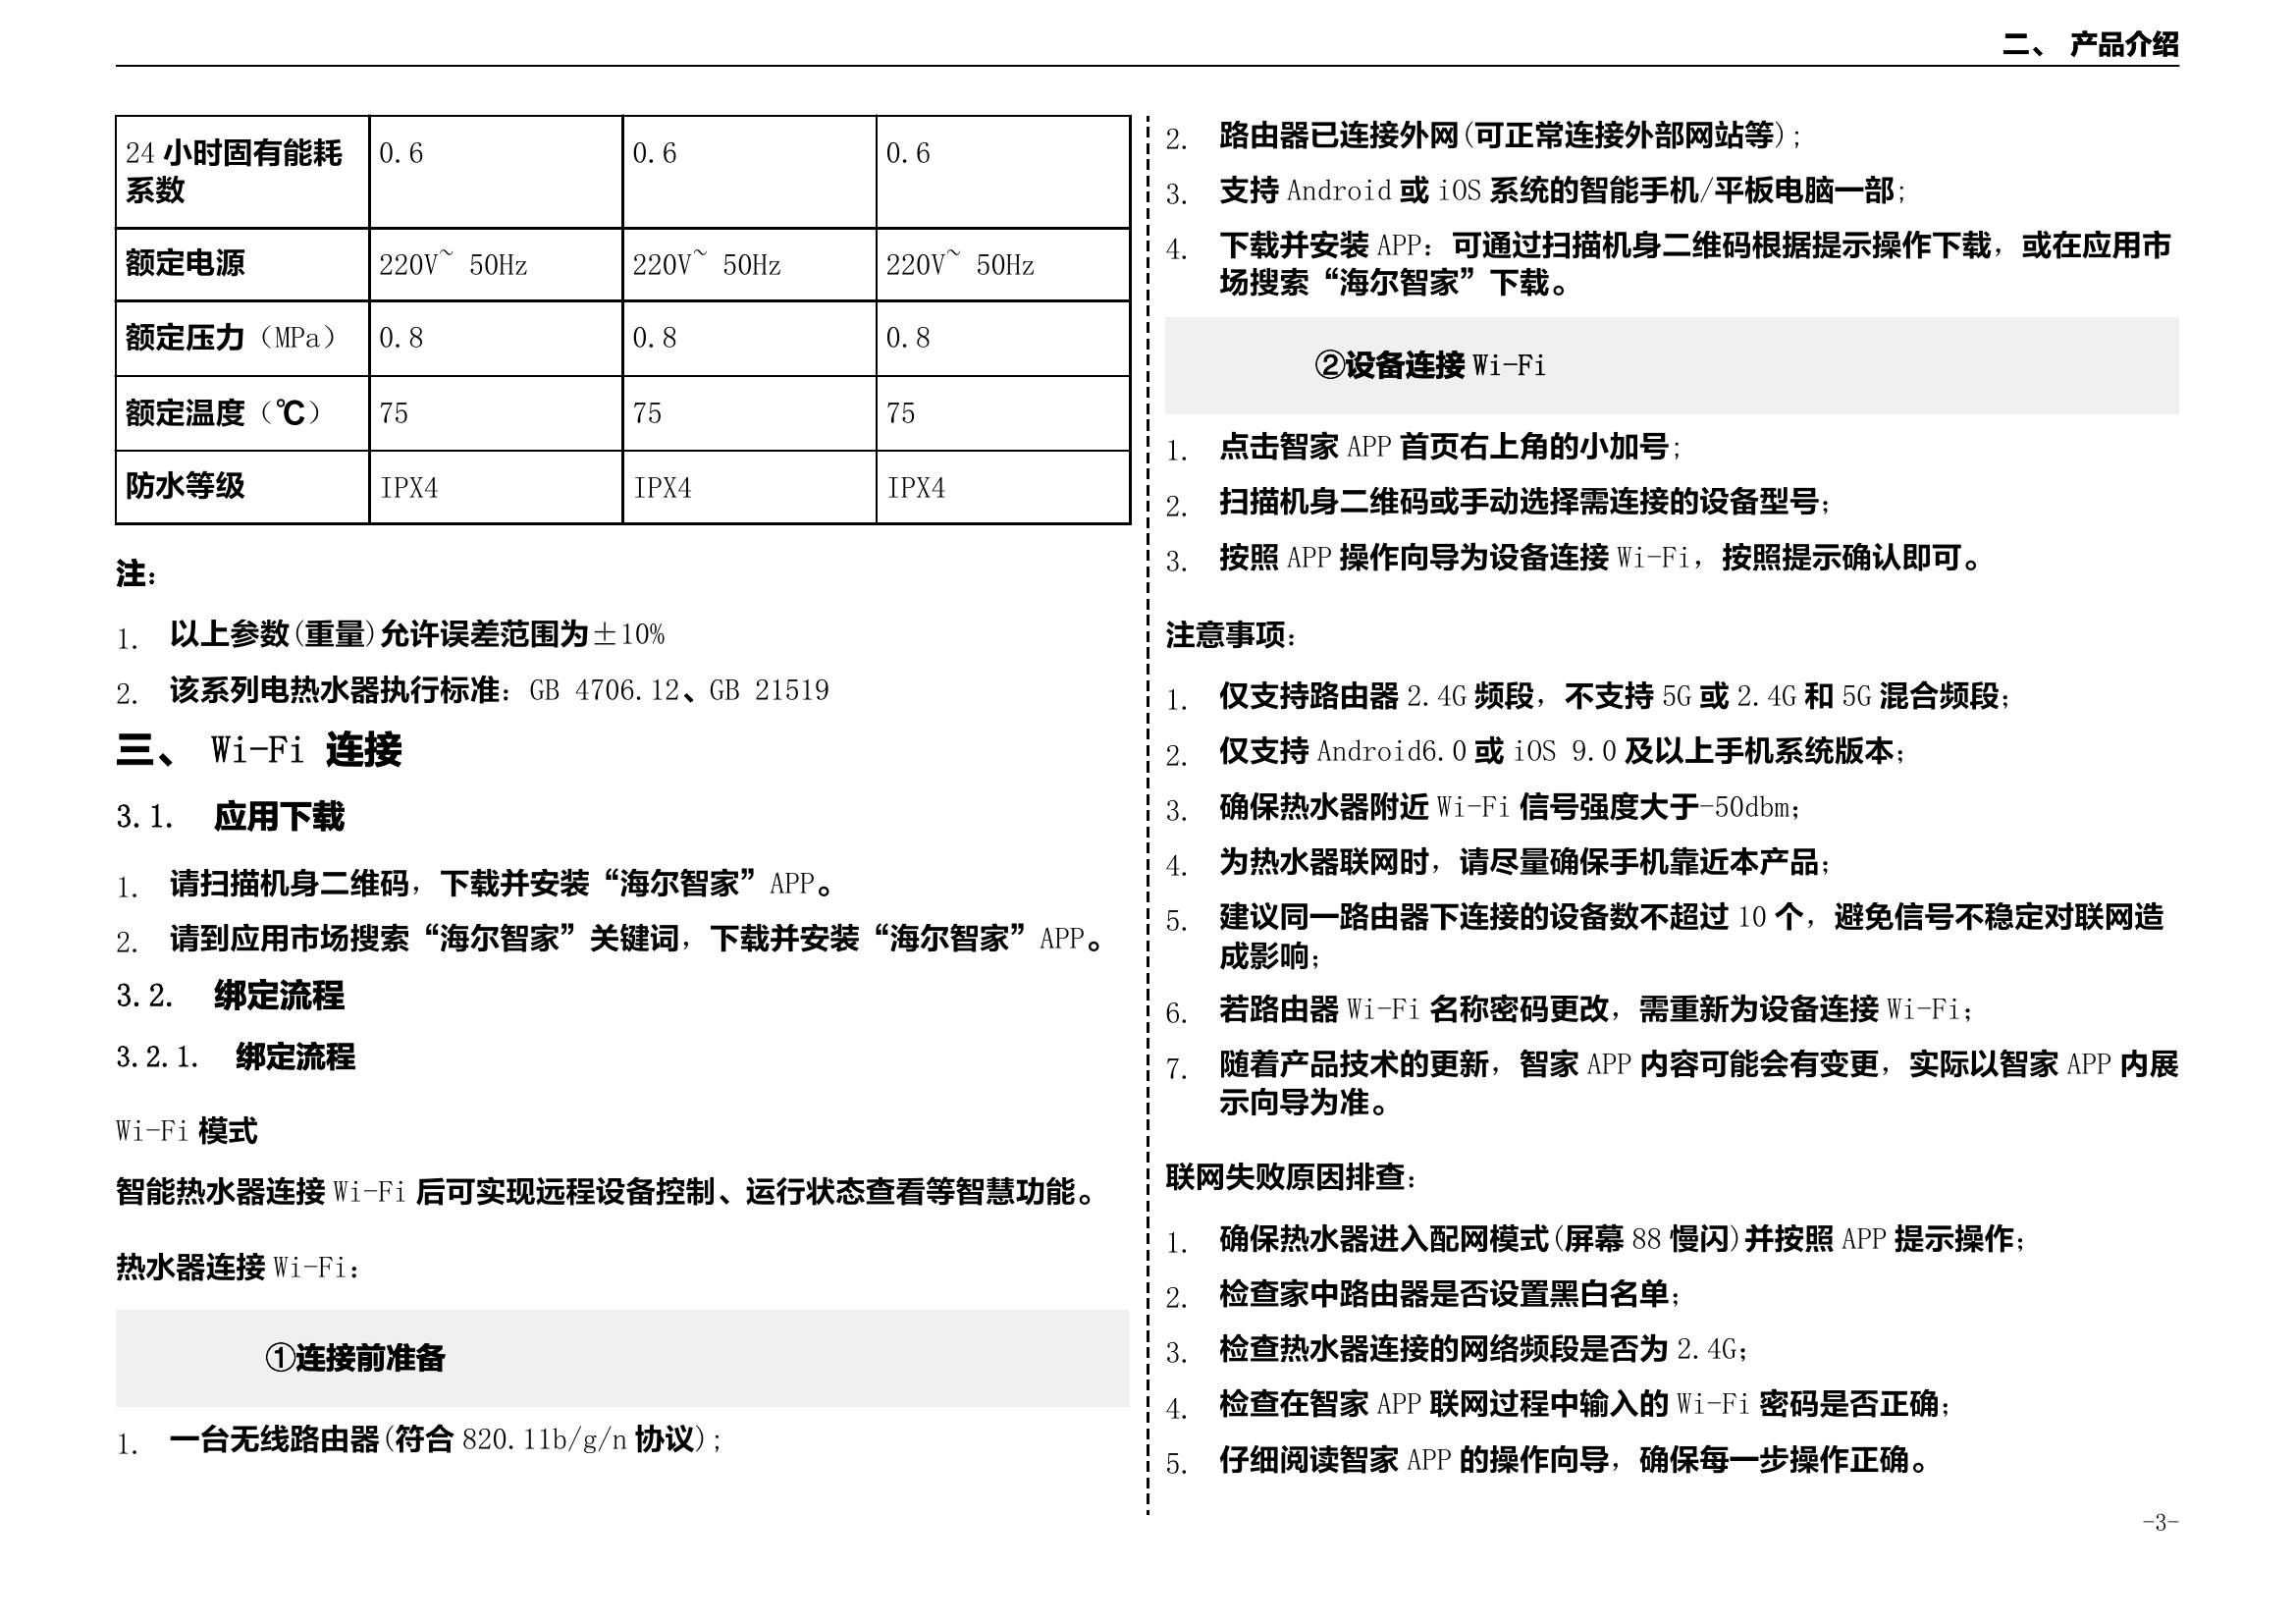 二、 产品介绍
24 小时固有能耗 0.6 0.6 0.6
系数
额定电源 220V~ 50Hz 220V~ 50Hz 220V~ 50Hz
额定压力（MPa） 0.8 0.8 0.8
额定温度（℃） 75 75 75
防水等级 IPX4 IPX4 IPX4
注：
1. 以上参数(重量)允许误差范围为±10%
2. 该系列电热水器执行标准：GB 4706.12、GB 21519
三、 Wi-Fi 连接
3.1. 应用下载
1. 请扫描机身二维码，下载并安装“海尔智家”APP。
2. 请到应用市场搜索“海尔智家”关键词，下载并安装“海尔智家”APP。
3.2. 绑定流程
3.2.1. 绑定流程
Wi-Fi 模式
智能热水器连接 Wi-Fi 后可实现远程设备控制、运行状态查看等智慧功能。
热水器连接 Wi-Fi：
①连接前准备
1. 一台无线路由器(符合 820.11b/g/n 协议)；
2. 路由器已连接外网(可正常连接外部网站等)；
3. 支持 Android 或 iOS 系统的智能手机/平板电脑一部；
4. 下载并安装 APP：可通过扫描机身二维码根据提示操作下载，或在应用市
场搜索“海尔智家”下载。
②设备连接 Wi-Fi
1. 点击智家 APP 首页右上角的小加号；
2. 扫描机身二维码或手动选择需连接的设备型号；
3. 按照 APP 操作向导为设备连接 Wi-Fi，按照提示确认即可。
注意事项：
1. 仅支持路由器 2.4G 频段，不支持 5G 或 2.4G 和 5G 混合频段；
2. 仅支持 Android6.0 或 iOS 9.0 及以上手机系统版本；
3. 确保热水器附近 Wi-Fi 信号强度大于-50dbm；
4. 为热水器联网时，请尽量确保手机靠近本产品；
5. 建议同一路由器下连接的设备数不超过 10 个，避免信号不稳定对联网造
成影响；
6. 若路由器 Wi-Fi 名称密码更改，需重新为设备连接 Wi-Fi；
7. 随着产品技术的更新，智家 APP 内容可能会有变更，实际以智家 APP 内展
示向导为准。
联网失败原因排查：
1. 确保热水器进入配网模式(屏幕 88 慢闪)并按照 APP 提示操作；
2. 检查家中路由器是否设置黑白名单；
3. 检查热水器连接的网络频段是否为 2.4G；
4. 检查在智家 APP 联网过程中输入的 Wi-Fi 密码是否正确；
5. 仔细阅读智家 APP 的操作向导，确保每一步操作正确。
-3-